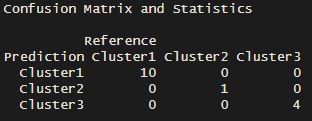 Confusion Matrix and Statistics
Reference
Prediction Cluster1 Cluster2 Cluster3
Cluster1 10 0 0
Cluster2 0 1 0
Cluster3 0 0 4